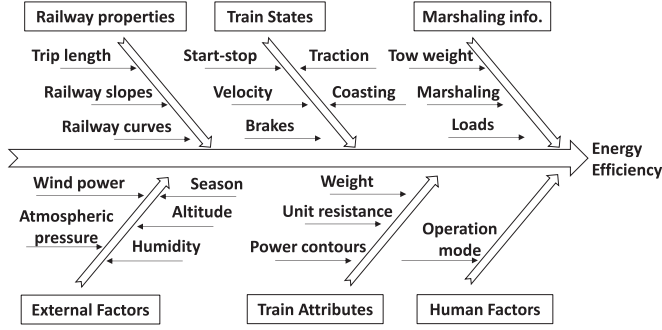 Railway properties
Train States
Marshaling info.
Trip length
Start-stop
Traction
Tow weight
Railway slopes
Velocity
Coasting
Marshaling
Railway curves
Brakes
Loads
Energy
Efficiency
Wind power
Season
Weight
Atmospheric
pressure
Altitude
Unit resistance
Operation
mode
Humidity
Power contours
External Factors
Train Attributes
Human Factors